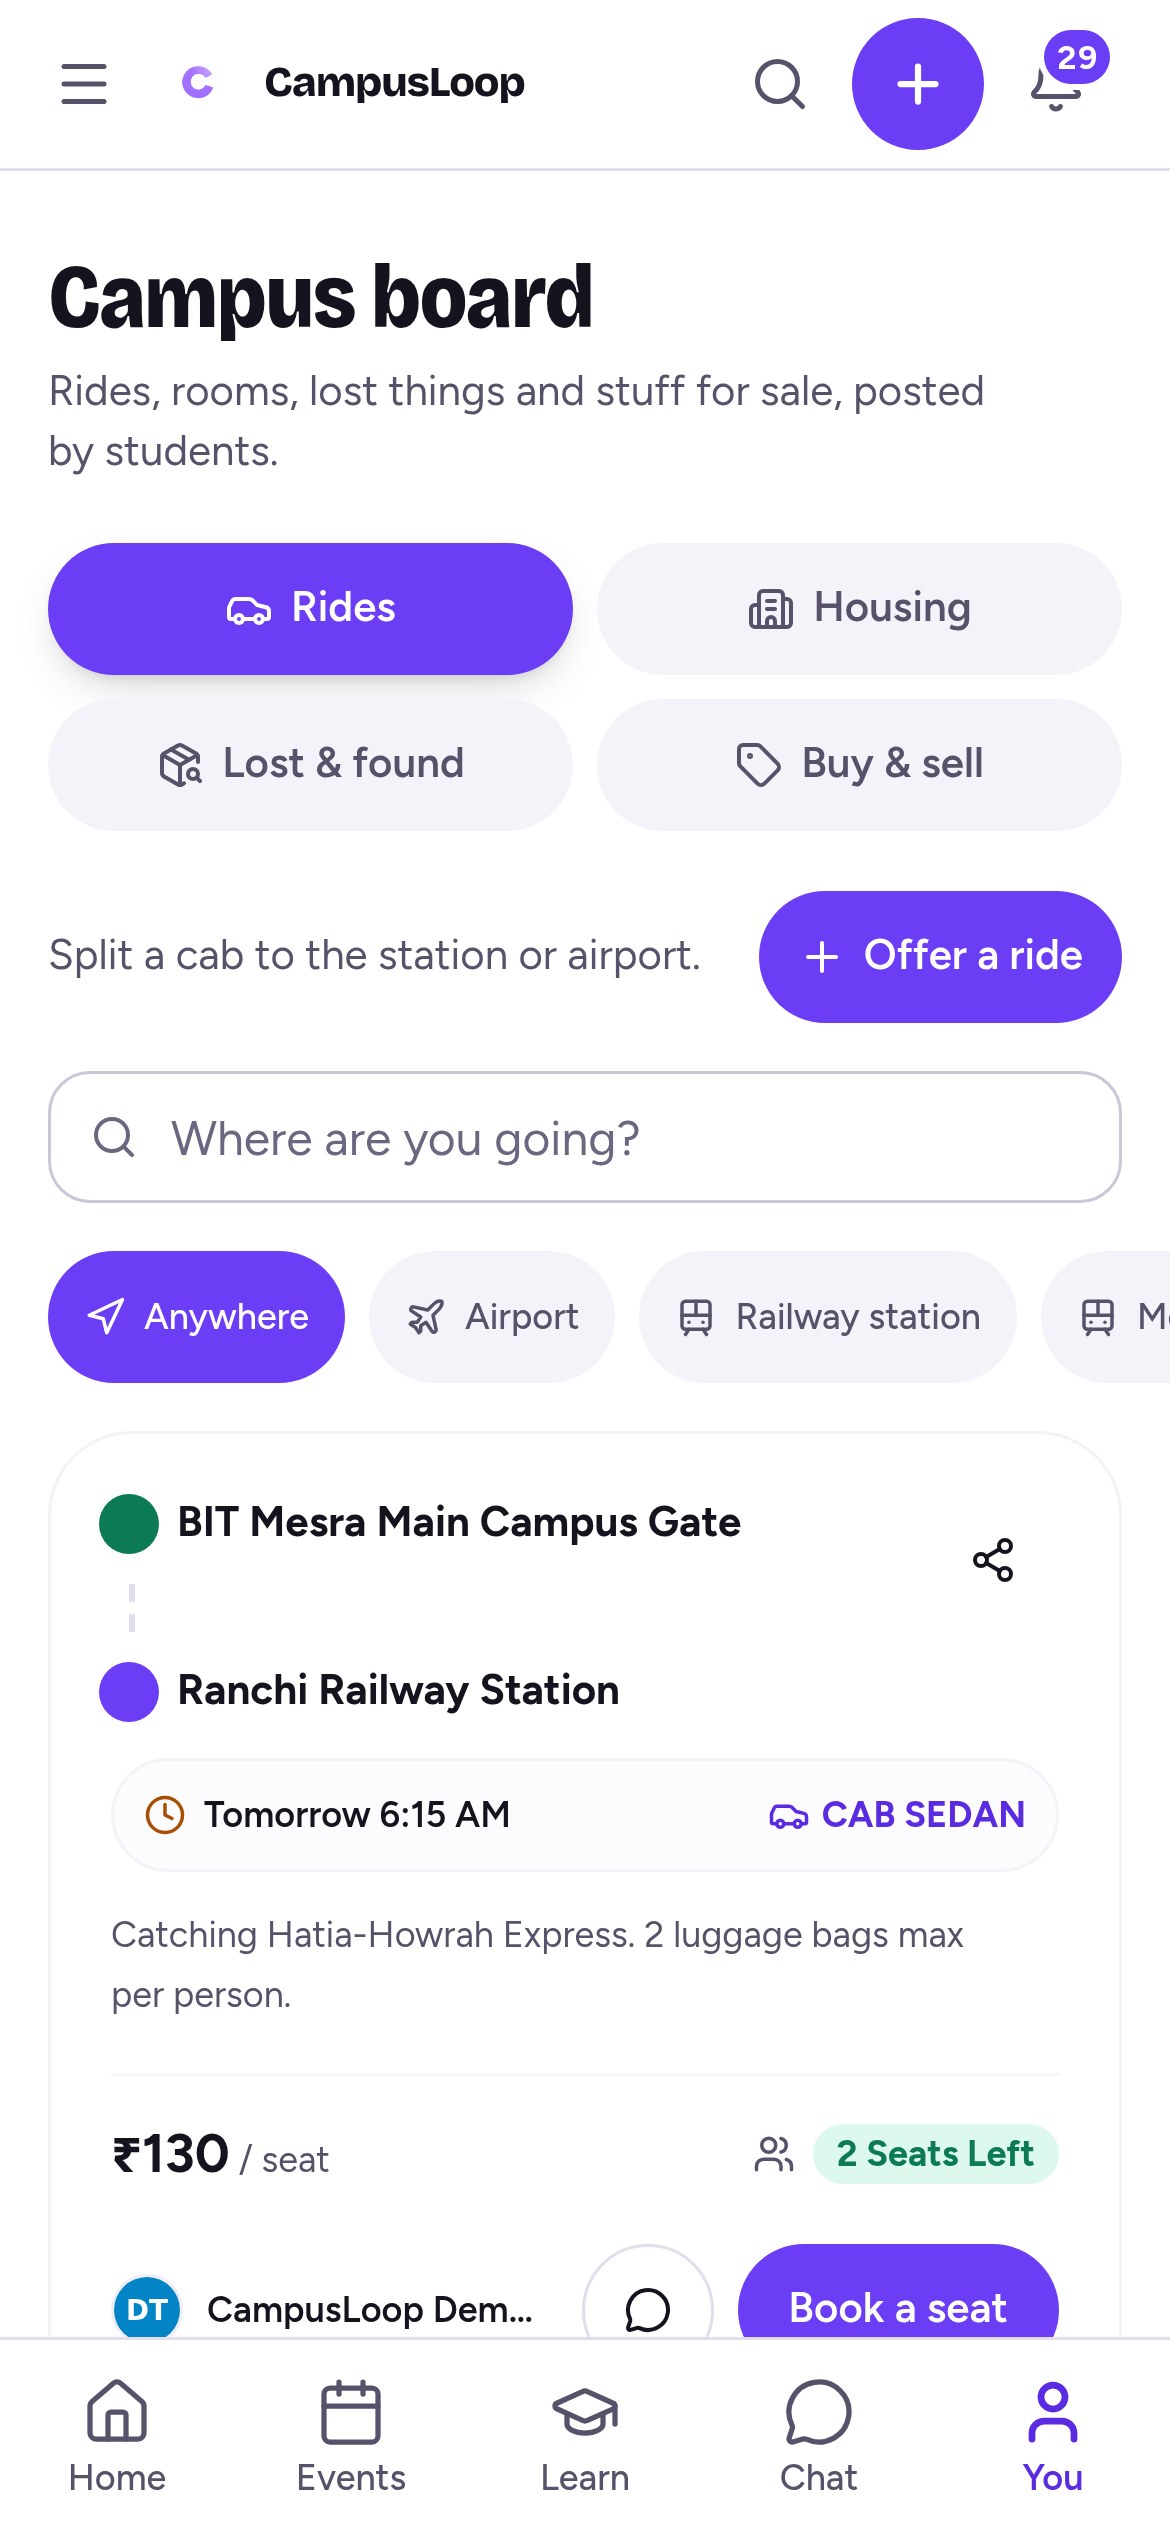 CampusLoop
29
Campus board
Rides, rooms, lost things and stuff for sale, posted
by students.
Rides
Housing
Lost & found
Buy & sell
Split a cab to the station or airport.
Offer a ride
Where are you going?
Anywhere
Airport
Railway station
BIT Mesra Main Campus Gate
Ranchi Railway Station
Tomorrow 6:15 AM
CAB SEDAN
Catching Hatia-Howrah Express. 2 luggage bags max
per person.
₹130 / seat
2 Seats Left
DT
CampusLoop Dem...
Book a seat
Home
Events
Learn
Chat
You